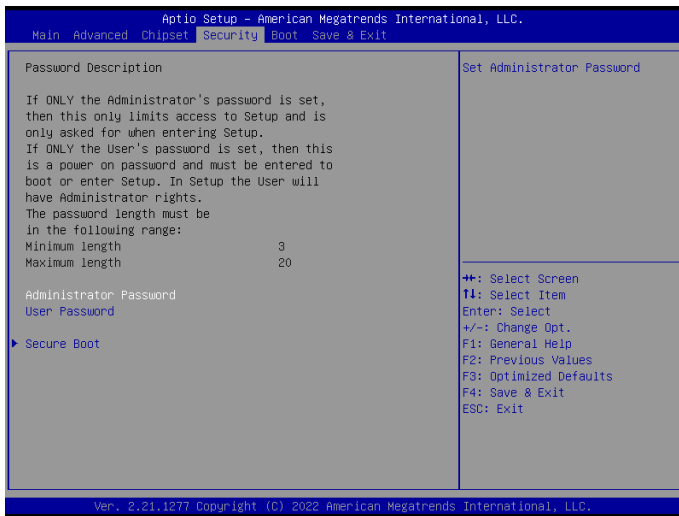 Aptio Setup – American Megatrends International, LLC.
Main Advanced Chipset Security Boot Save & Exit
Password Description
Set Administrator Password
If ONLY the Administrator's password is set,
then this only limits access to Setup and is
only asked for when entering Setup.
If ONLY the User's password is set, then this
is a power on password and must be entered to
boot or enter Setup. In Setup the User will
have Administrator rights.
The password length must be
in the following range:
Minimum length 3
Maximum length 20
Administrator Password
User Password
Secure Boot
→←: Select Screen
↑↓: Select Item
Enter: Select
+/-: Change Opt.
F1: General Help
F2: Previous Values
F3: Optimized Defaults
F4: Save & Exit
ESC: Exit
Ver. 2.21.1277 Copyright (C) 2022 American Megatrends International, LLC.